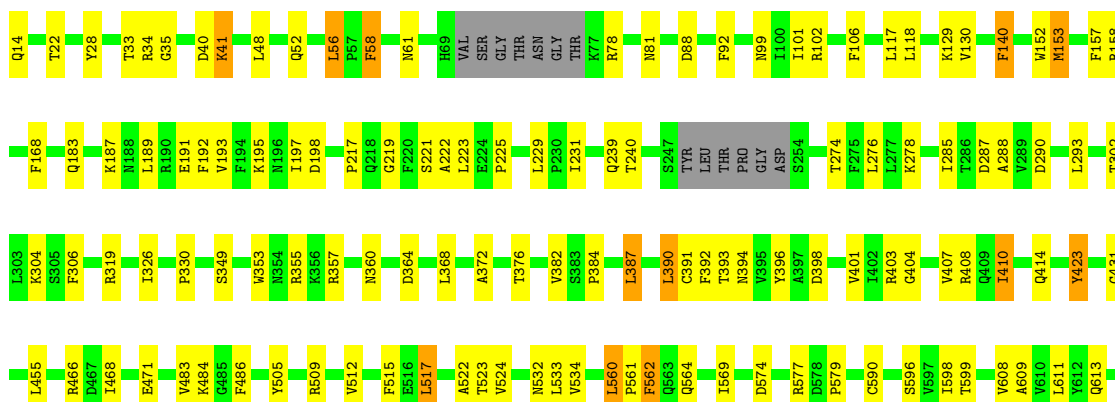 Q14 T22 Y28 T33 R34 G35 D40 K41 L48 Q52 L56 P57 F58 N61 H69 VAL SER GLY THR ASN GLY THR K77 R78 N81 D88 F92 N99 I100 I101 R102 F106 L117 L118 K129 V130 F140 W152 M153 F157
F168 Q183 K187 N188 L189 R190 E191 F192 V193 F194 K195 N196 I197 D198 P217 Q218 G219 F220 S221 A222 L223 E224 P225 L229 P230 I231 Q239 T240 S247 TYR LEU THR PRO GLY ASP S254 T274 F275 L276 L277 K278 I285 T286 D287 A288 V289 D290 L293
L303 K304 S305 F306 R319 I326 P330 S349 W353 N354 R355 K356 R357 N360 D364 L368 A372 T376 V382 S383 P384 L387 L390 C391 F392 T393 N394 V395 Y396 A397 D398 V401 I402 R403 G404 V407 R408 Q409 I410 Q414 Y423
L455 R466 D467 I468 E471 V483 K484 G485 F486 Y505 R509 V512 F515 E516 L517 A522 T523 V524 N532 L533 V534 L560 P561 F562 Q563 Q564 I569 D574 R577 D578 P579 C590 S596 V597 I598 T599 V608 A609 V610 L611 Y612 Q613